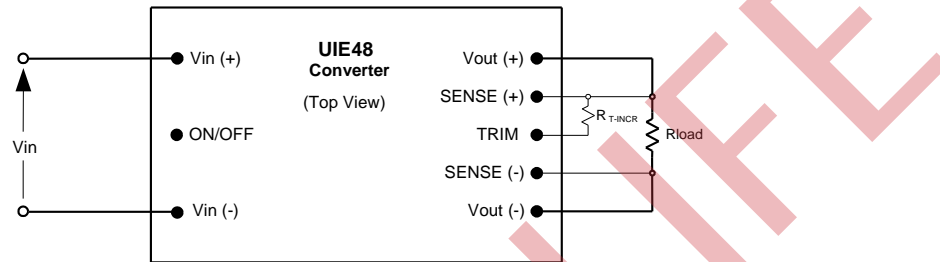 UIE48
Converter
(Top View)
Vin (+)
ON/OFF
Vin (-)
Vin
Vout (+)
SENSE (+)
TRIM
SENSE (-)
Vout (-)
R T-INCR
Rload